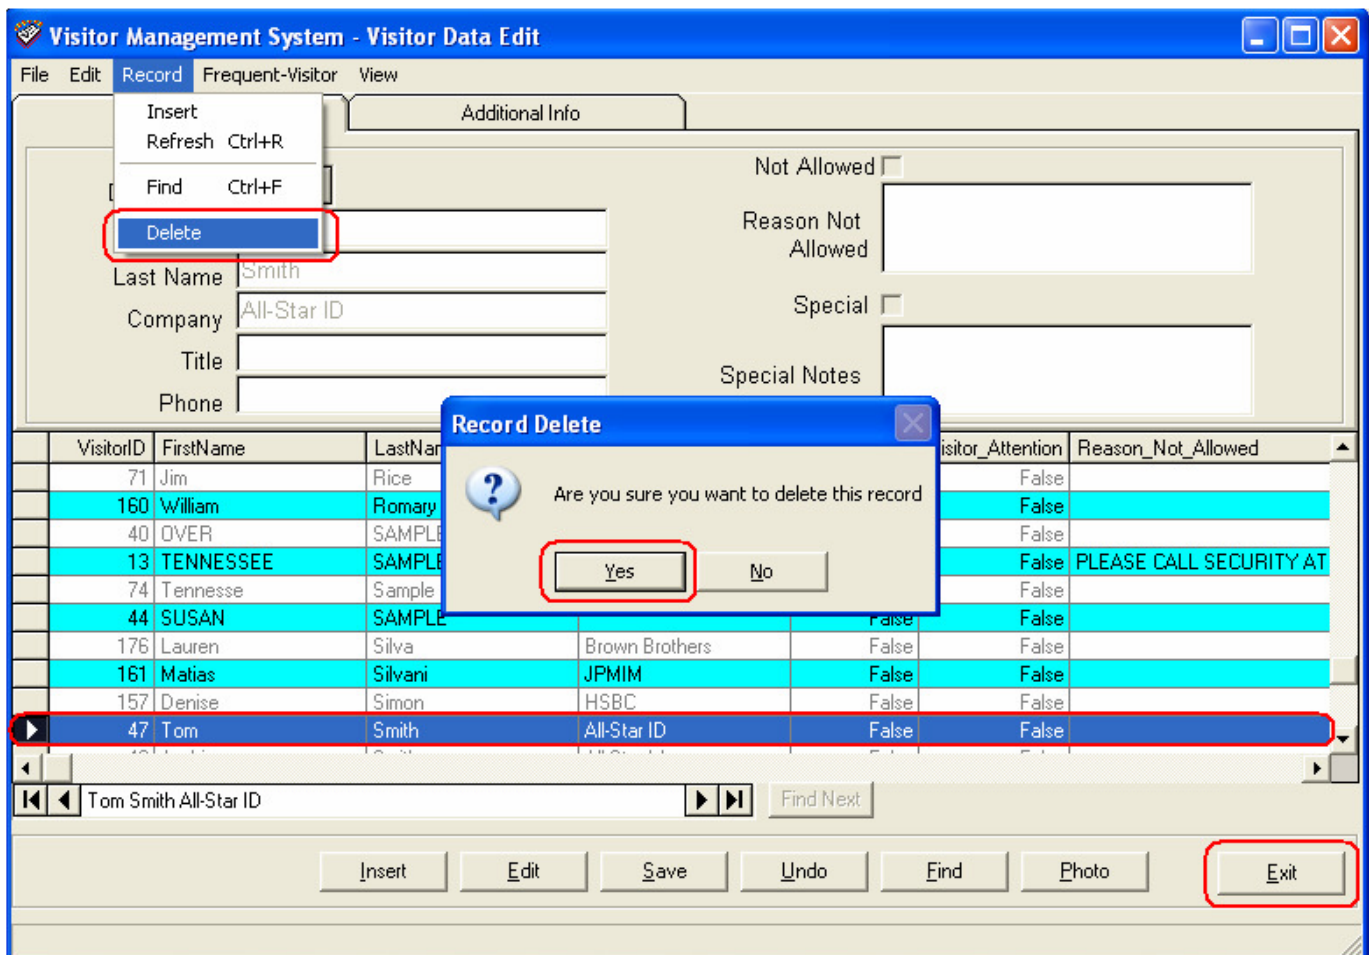 Visitor Management System - Visitor Data Edit
File Edit Record Frequent-Visitor View
Insert
Refresh Ctrl+R
Find Ctrl+F
Delete
Additional Info
Last Name Smith
Company All-Star ID
Title
Phone
Not Allowed
Reason Not
Allowed
Special
Special Notes
Record Delete
Are you sure you want to delete this record
Yes No
VisitorID FirstName LastNar isitor_Attention Reason_Not_Allowed
71 Jim Rice False
160 William Romary False
40 OVER SAMPLE False
13 TENNESSEE SAMPLE False PLEASE CALL SECURITY AT
74 Tennesse Sample False
44 SUSAN SAMPLE False False
176 Lauren Silva Brown Brothers False False
161 Matias Silvani JPMIM False False
157 Denise Simon HSBC False False
47 Tom Smith All-Star ID False False
Tom Smith All-Star ID Find Next
Insert Edit Save Undo Find Photo Exit